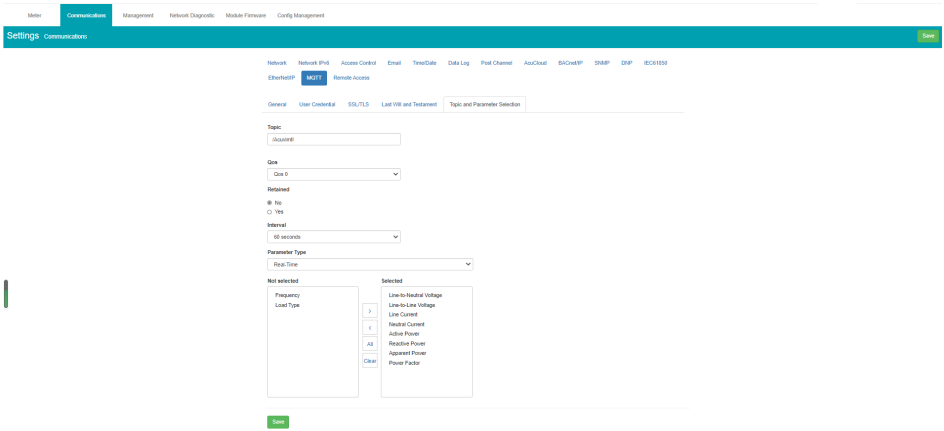 Meter Communications Management Network Diagnostic Module Firmware Config Management
Settings Communications Save
Network Network IPv6 Access Control Email Time/Date Data Log Post Channel AcuCloud BACnet/IP SNMP DNP IEC61850
EtherNet/IP MQTT Remote Access
General User Credential SSL/TLS Last Will and Testament Topic and Parameter Selection
Topic
Qos
Qos 0
Retained
No
Yes
Interval
60 seconds
Parameter Type
Real-Time
Not selected Selected
Frequency Line-to-Neutral Voltage
Load Type Line-to-Line Voltage
> Line Current
Neutral Current
< Active Power
All Reactive Power
Apparent Power
Clear Power Factor
Save